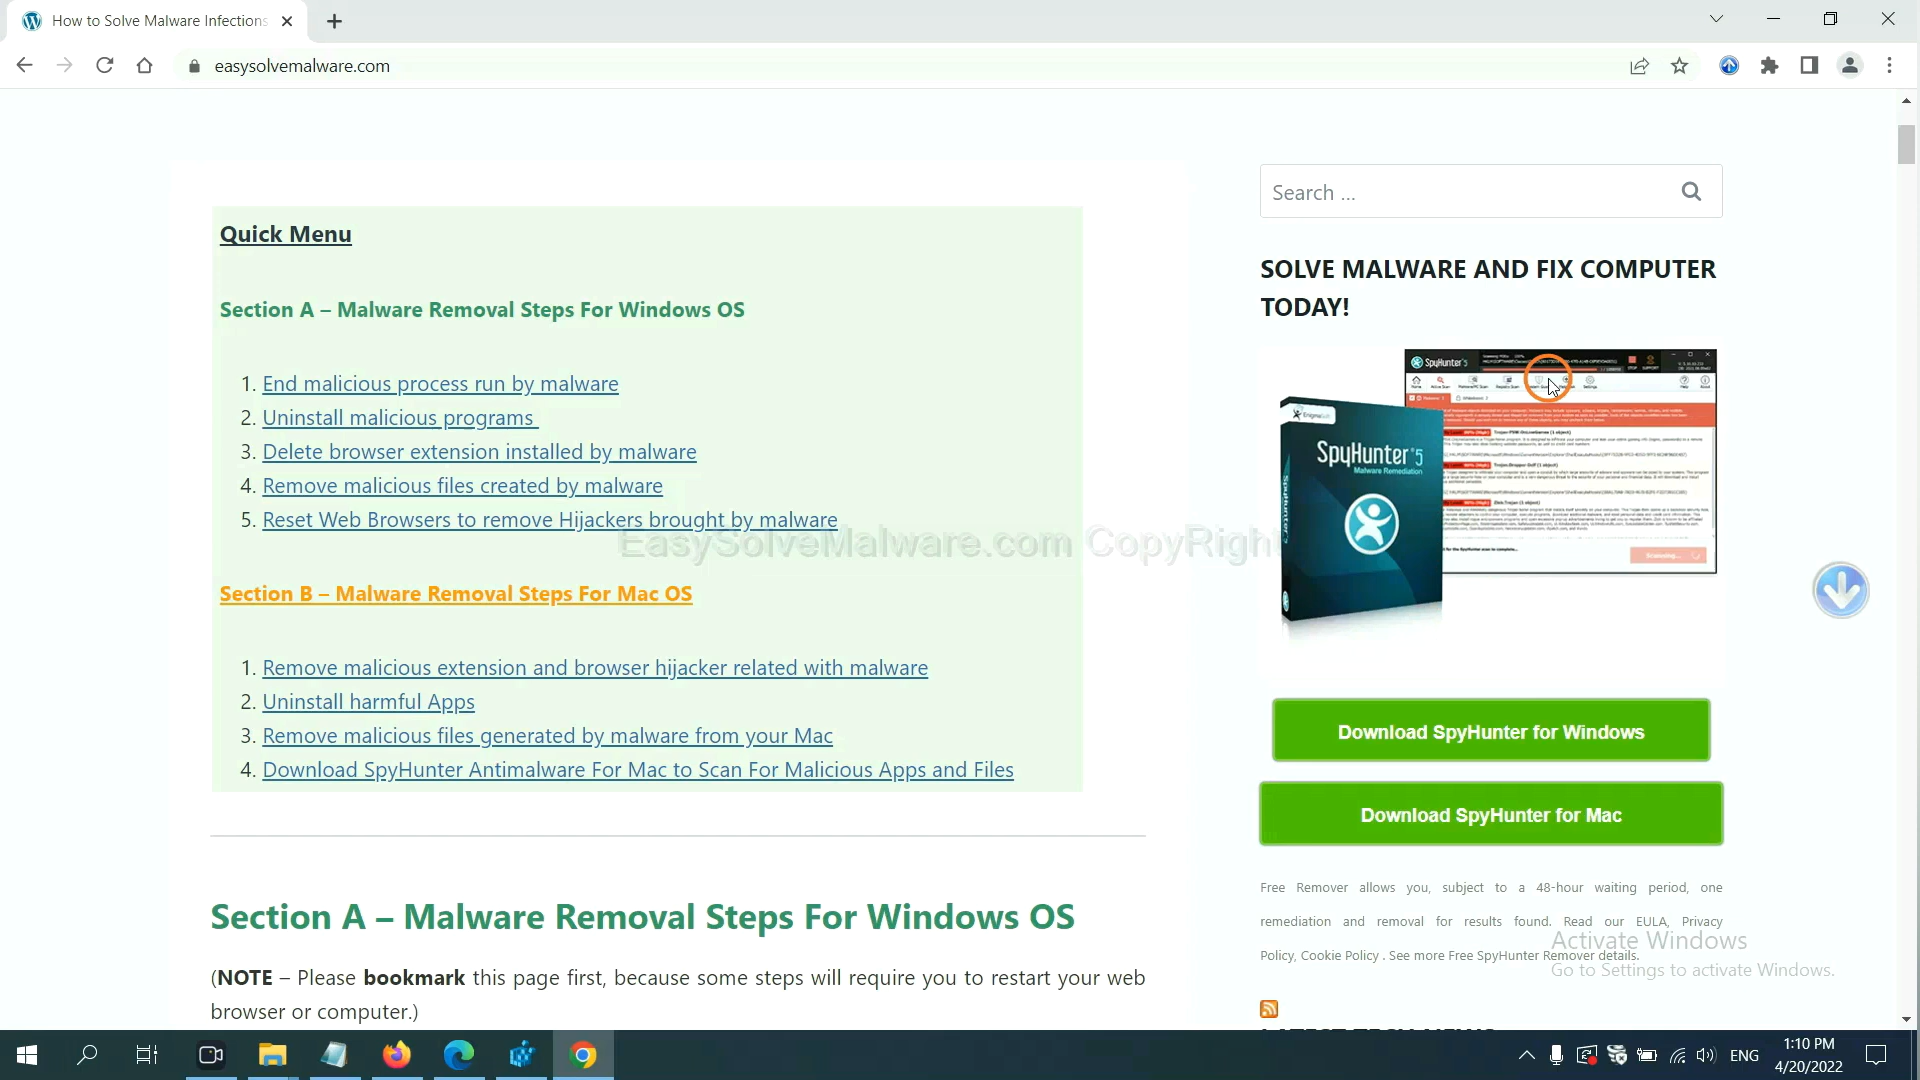 How to Solve Malware Infections
easysolvemalware.com
Search ...
Quick Menu
Section A – Malware Removal Steps For Windows OS
1. End malicious process run by malware
2. Uninstall malicious programs
3. Delete browser extension installed by malware
4. Remove malicious files created by malware
5. Reset Web Browsers to remove Hijackers brought by malware
EasySolveMalware.com CopyRigh
Section B – Malware Removal Steps For Mac OS
1. Remove malicious extension and browser hijacker related with malware
2. Uninstall harmful Apps
3. Remove malicious files generated by malware from your Mac
4. Download SpyHunter Antimalware For Mac to Scan For Malicious Apps and Files
Section A – Malware Removal Steps For Windows OS
(NOTE – Please bookmark this page first, because some steps will require you to restart your web
browser or computer.)
SOLVE MALWARE AND FIX COMPUTER
TODAY!
SpyHunter 5
EnigmaSoft
SpyHunter 5
Malware Remediation
Download SpyHunter for Windows
Download SpyHunter for Mac
Free Remover allows you, subject to a 48-hour waiting period, one
remediation and removal for results found. Read our EULA, Privacy
Policy, Cookie Policy . See more Free SpyHunter Remover details.
Activate Windows
Go to Settings to activate Windows.
LATEST TECH NEWS
ENG
1:10 PM
4/20/2022